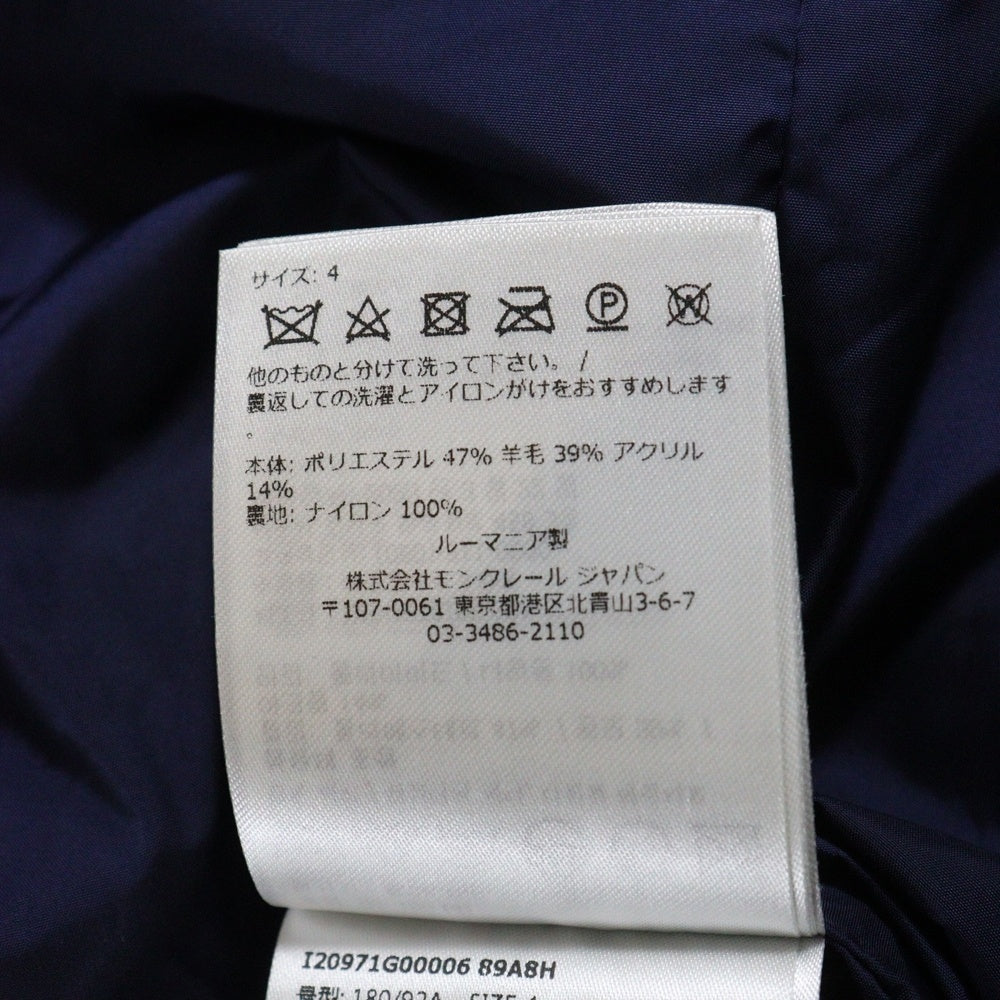 サイズ: 4
P W
他のものと分けて洗って下さい。 /
裏返しての洗濯とアイロンがけをおすすめします
。
本体: ポリエステル 47% 羊毛 39% アクリル
14%
裏地: ナイロン 100%
ルーマニア製
株式会社モンクレール ジャパン
〒107-0061 東京都港区北青山3-6-7
03-3486-2110
I20971G00006 89A8H
号型: 180/92A